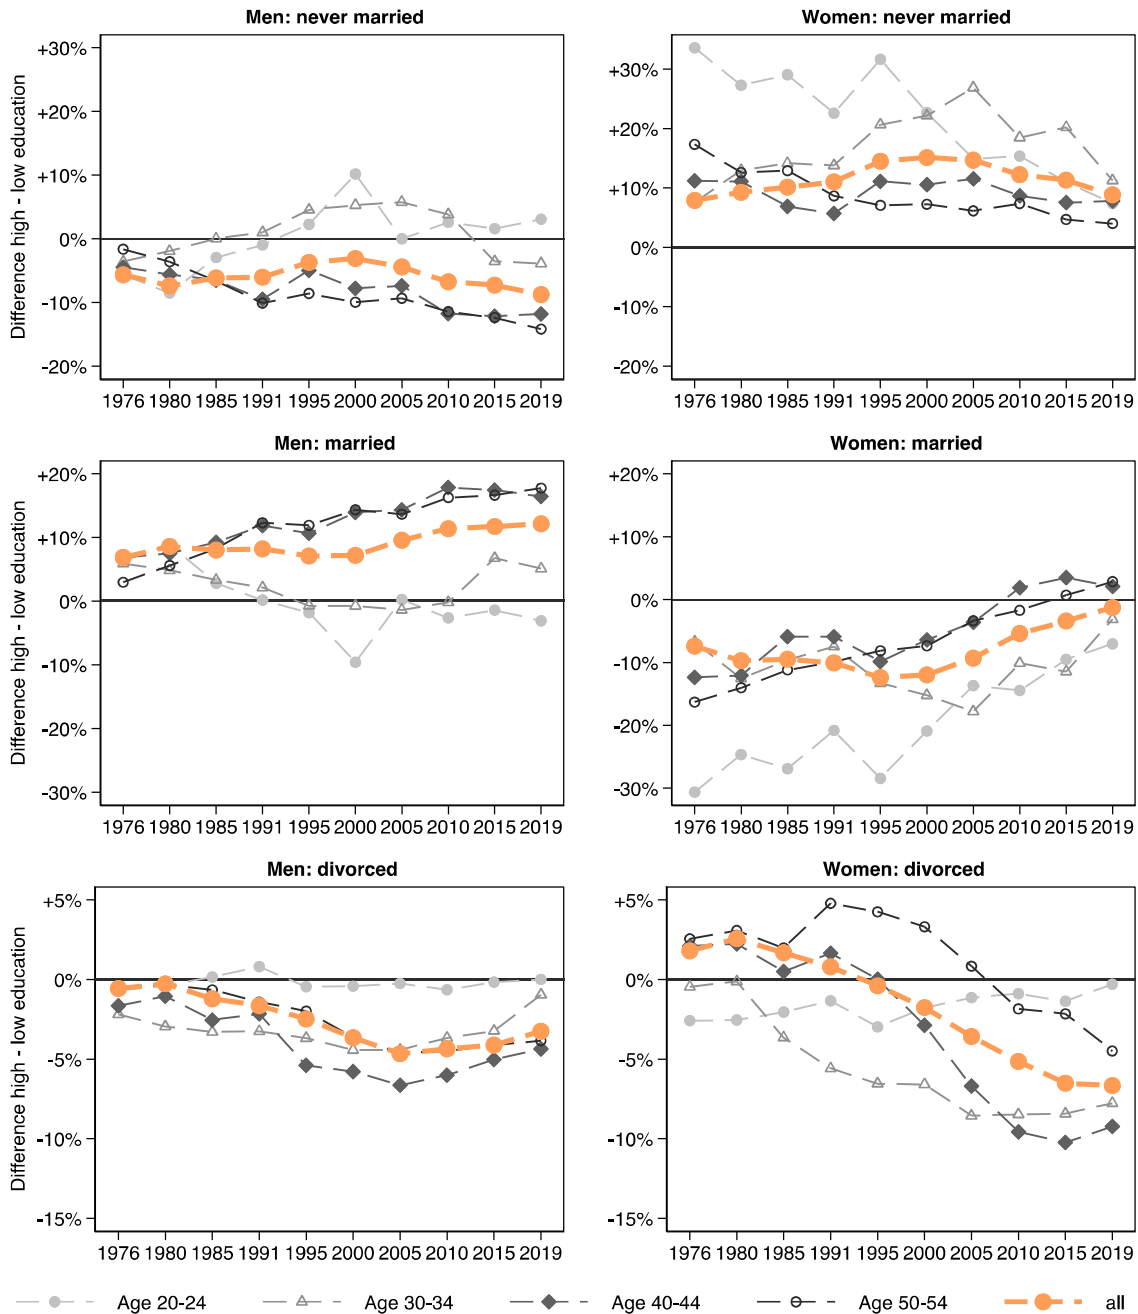 Men: never married
Women: never married
Difference high - low education
+30%
+20%
+10%
0%
-10%
-20%
1976 1980 1985 1991 1995 2000 2005 2010 2015 2019
+30%
+20%
+10%
0%
-10%
-20%
1976 1980 1985 1991 1995 2000 2005 2010 2015 2019
Men: married
Women: married
Difference high - low education
+20%
+10%
0%
-10%
-20%
-30%
1976 1980 1985 1991 1995 2000 2005 2010 2015 2019
+20%
+10%
0%
-10%
-20%
-30%
1976 1980 1985 1991 1995 2000 2005 2010 2015 2019
Men: divorced
Women: divorced
Difference high - low education
+5%
0%
-5%
-10%
-15%
1976 1980 1985 1991 1995 2000 2005 2010 2015 2019
+5%
0%
-5%
-10%
-15%
1976 1980 1985 1991 1995 2000 2005 2010 2015 2019
Age 20-24 Age 30-34 Age 40-44 Age 50-54 all